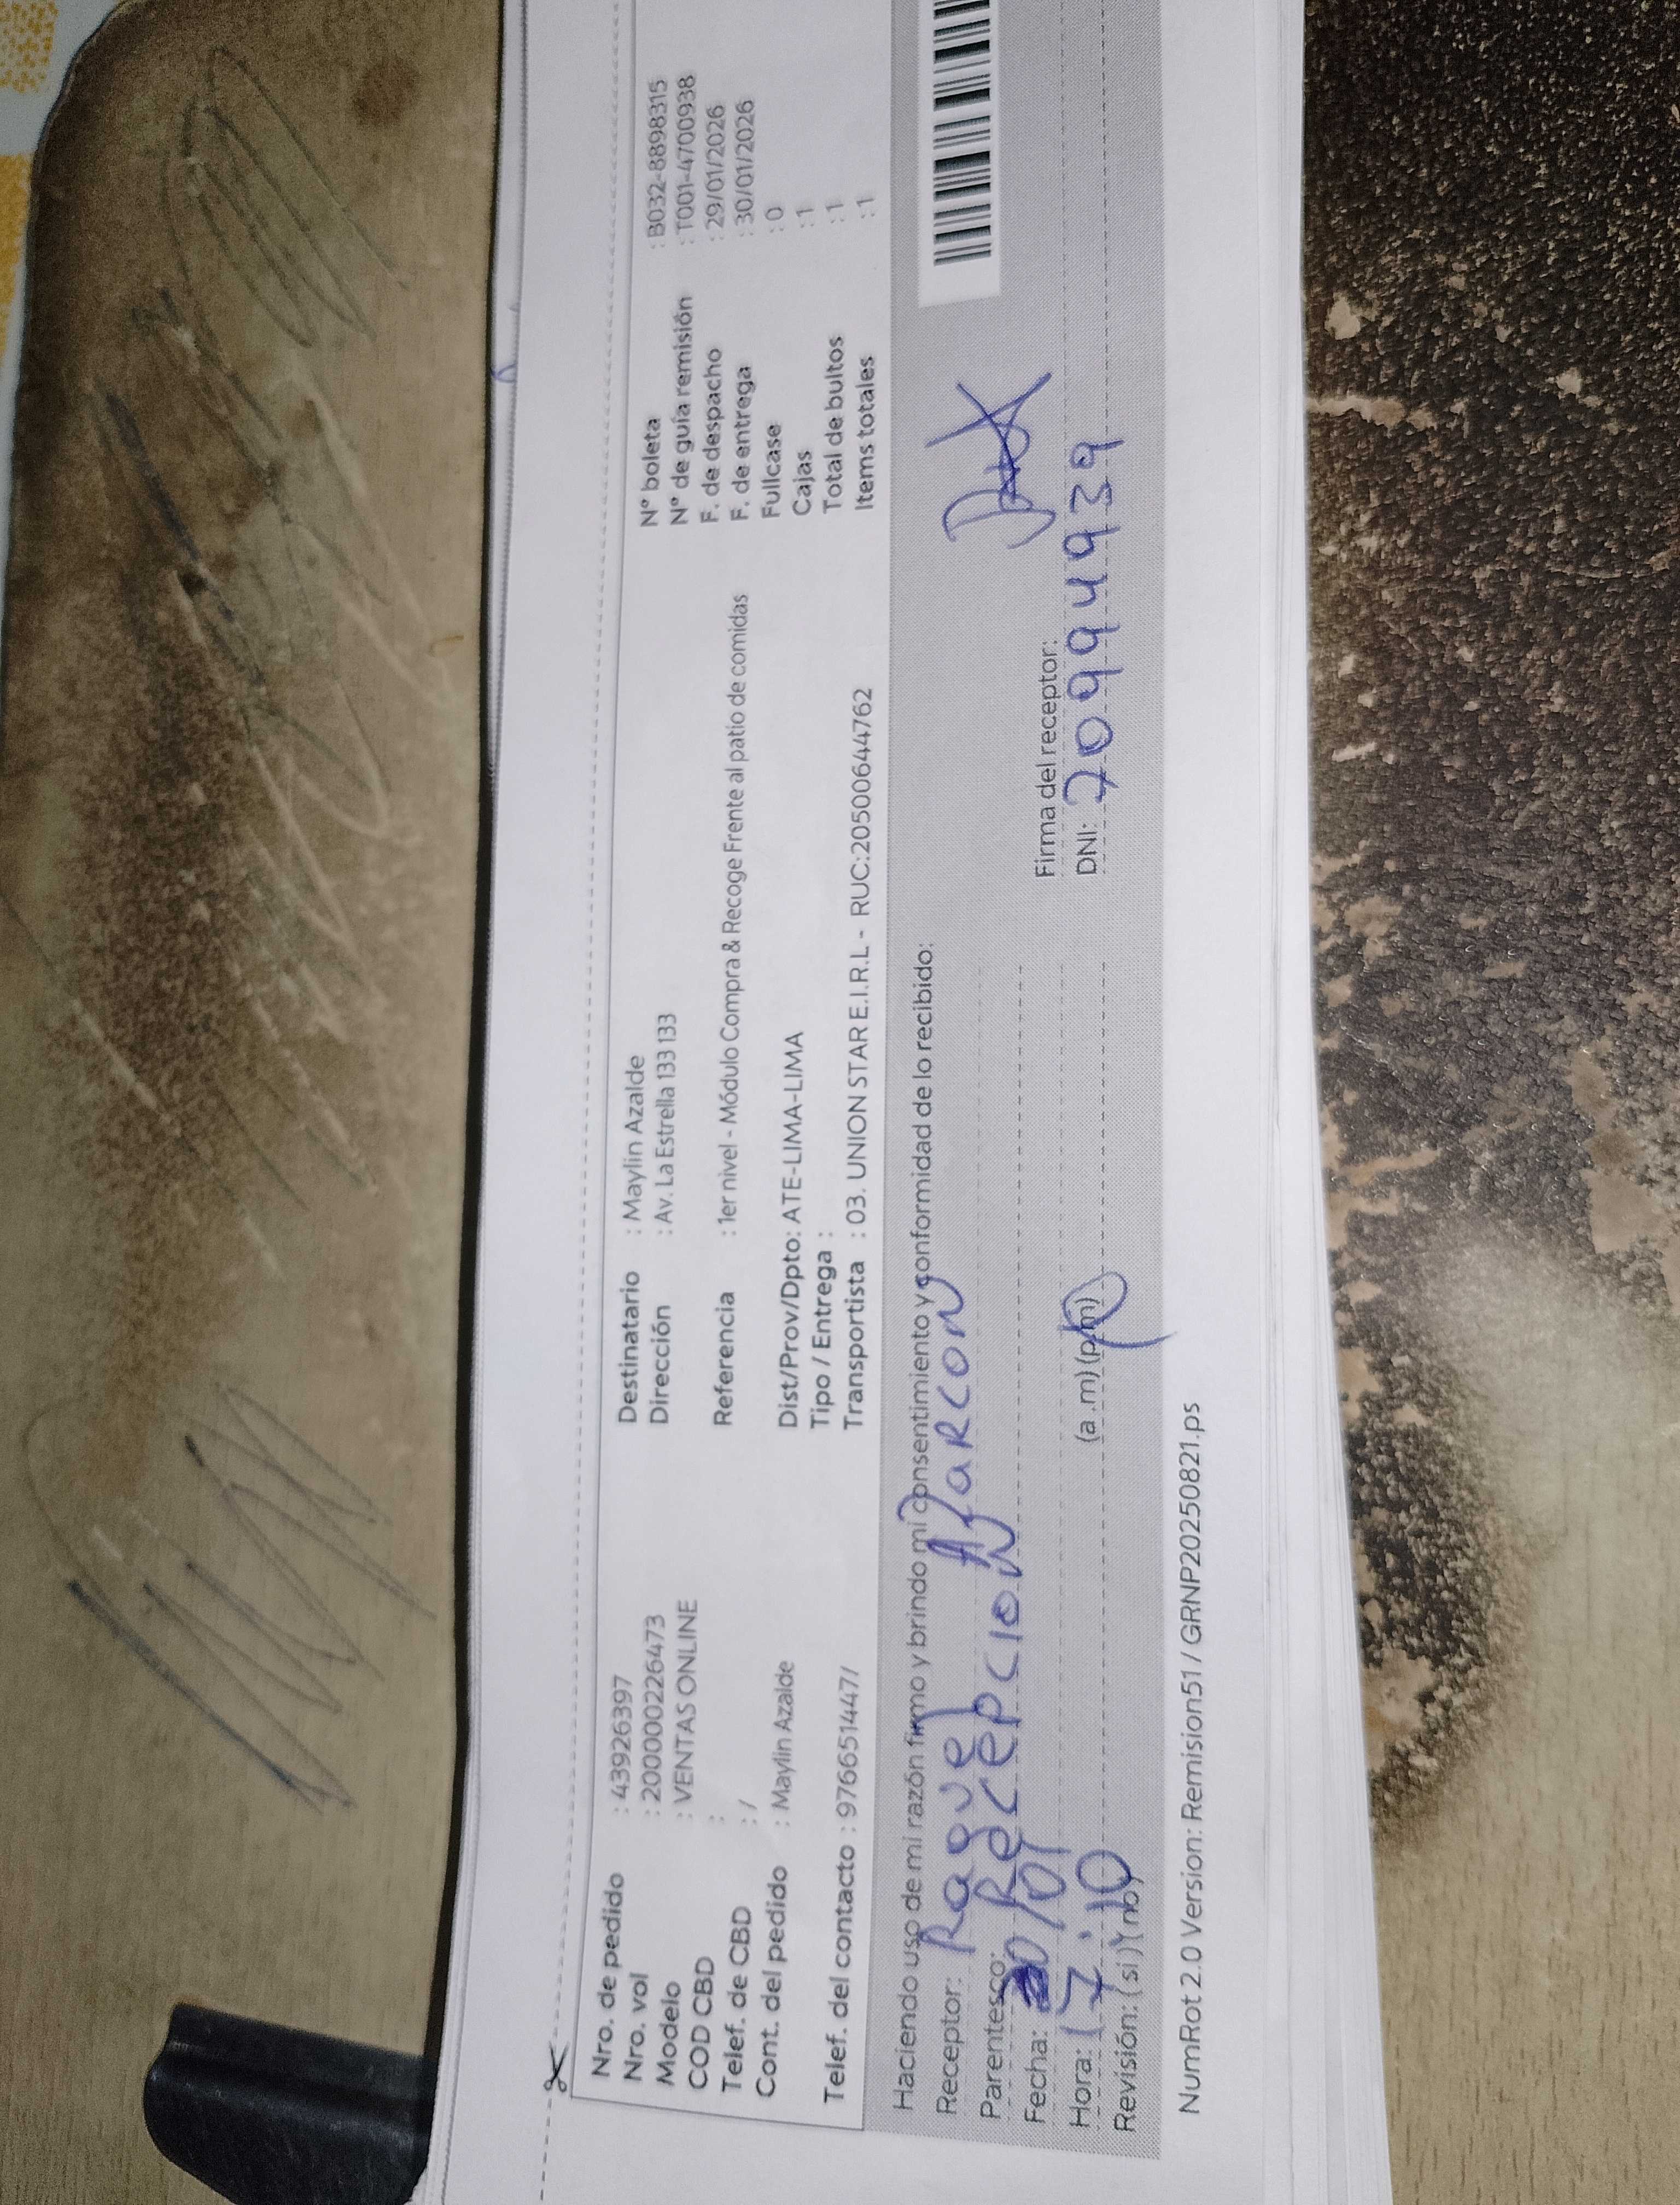 Nro. de pedido : 43926397
Nro. vol : 2000000226473
Modelo : VENTAS ONLINE
COD CBD :
Telef. de CBD : /
Cont. del pedido : Maylin Azalde
Telef. del contacto : 976651447/
Destinatario : Maylin Azalde
Dirección : Av. La Estrella 133 133
Referencia : 1er nivel - Módulo Compra & Recoge Frente al patio de comidas
Dist/Prov/Dpto: ATE-LIMA-LIMA
Tipo / Entrega :
Transportista : 03. UNION STAR E.I.R.L - RUC:20500644762
N° boleta : B032-8898315
N° de guía remisión : T001-4700938
F. de despacho : 29/01/2026
F. de entrega : 30/01/2026
Fullcase : 0
Cajas : 1
Total de bultos : 1
Items totales : 1
Haciendo uso de mi razón firmo y brindo mi consentimiento y conformidad de lo recibido:
Receptor: Raquel Alarcon
Parentesco: Recepcion
Fecha: 30/01
Hora: 17:10 (a .m) (p.m)
Revisión: (si) (no)
Firma del receptor:
DNI: 70994939
NumRot 2.0 Version: Remision51 / GRNP20250821.ps